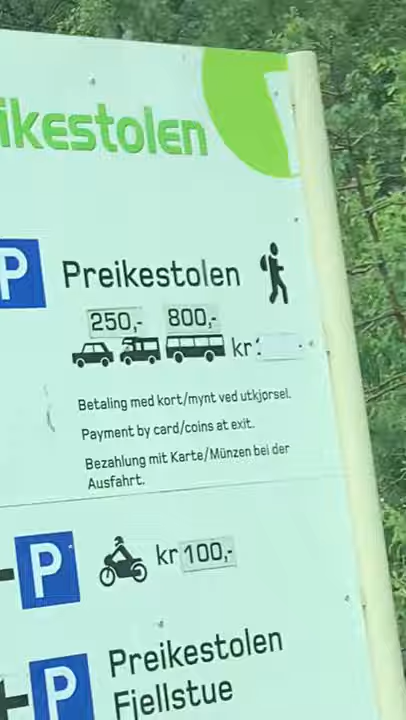 ikestolen
P Preikestolen
250,- 800,-
kr
Betaling med kort/mynt ved utkjørsel.
Payment by card/coins at exit.
Bezahlung mit Karte/Münzen bei der
Ausfahrt.
P kr 100,-
P Preikestolen
Fjellstue